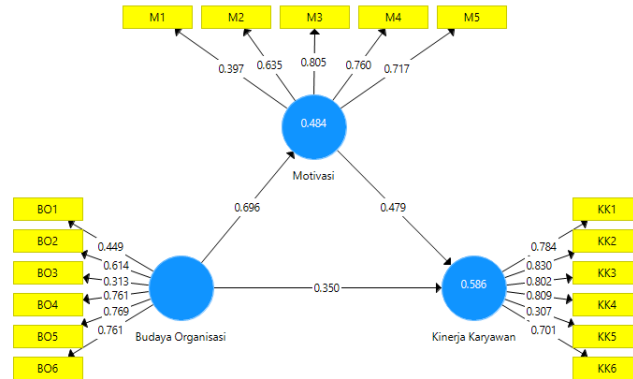 M1 M2 M3 M4 M5
0.397 0.635 0.805 0.760 0.717
0.484
Motivasi
0.696 0.479
BO1
BO2
BO3
BO4
BO5
BO6
0.449
0.614
0.313
0.761
0.769
0.761
Budaya Organisasi
0.350
0.586
Kinerja Karyawan
0.784
0.830
0.802
0.809
0.307
0.701
KK1
KK2
KK3
KK4
KK5
KK6